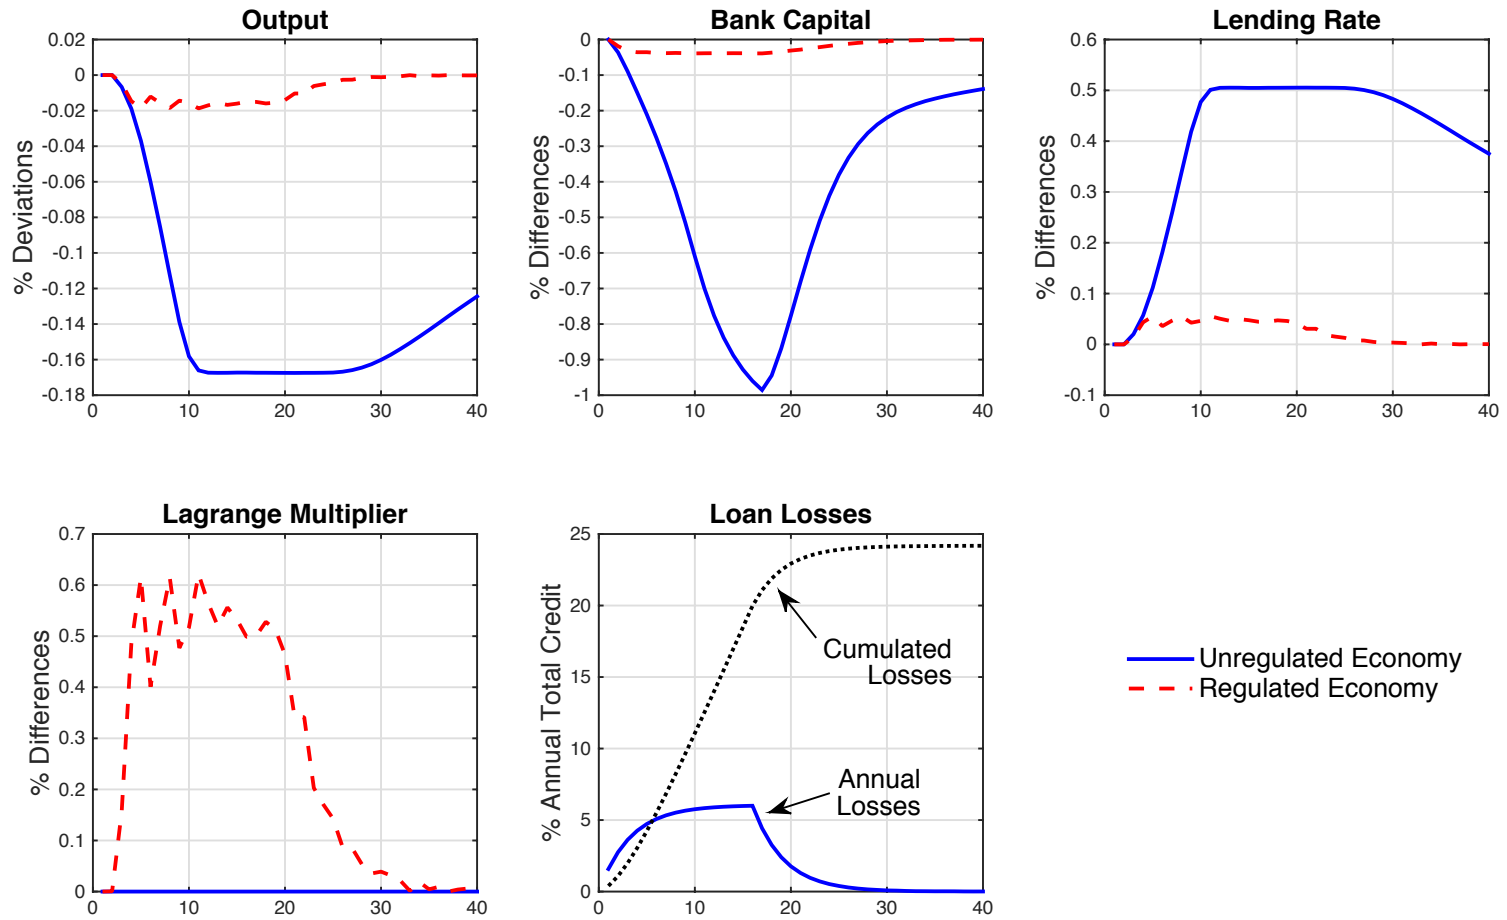 Output
% Deviations
0.02
0
-0.02
-0.04
-0.06
-0.08
-0.1
-0.12
-0.14
-0.16
-0.18
0 10 20 30 40
Bank Capital
% Differences
0
-0.1
-0.2
-0.3
-0.4
-0.5
-0.6
-0.7
-0.8
-0.9
-1
0 10 20 30 40
Lending Rate
% Differences
0.6
0.5
0.4
0.3
0.2
0.1
0
-0.1
0 10 20 30 40
Lagrange Multiplier
% Differences
0.7
0.6
0.5
0.4
0.3
0.2
0.1
0
0 10 20 30 40
Loan Losses
% Annual Total Credit
25
20
15
10
5
0
0 10 20 30 40
Cumulated
Losses
Annual
Losses
Unregulated Economy
Regulated Economy